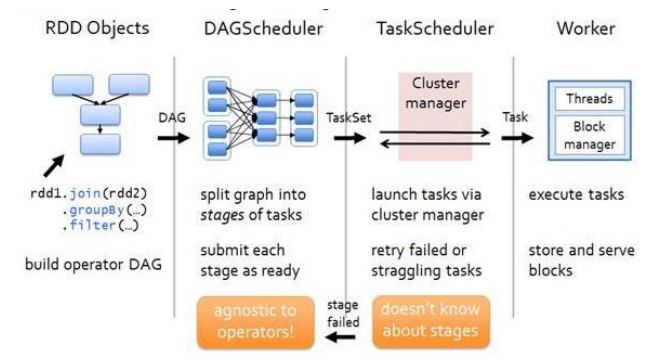 RDD Objects
DAGScheduler
TaskScheduler
Worker
DAG
TaskSet
Cluster
manager
Task
Threads
Block
manager
rdd1.join(rdd2)
.groupBy(…)
.filter(…)
build operator DAG
split graph into
stages of tasks
submit each
stage as ready
launch tasks via
cluster manager
retry failed or
straggling tasks
execute tasks
store and serve
blocks
agnostic to
operators!
stage
failed
doesn't know
about stages